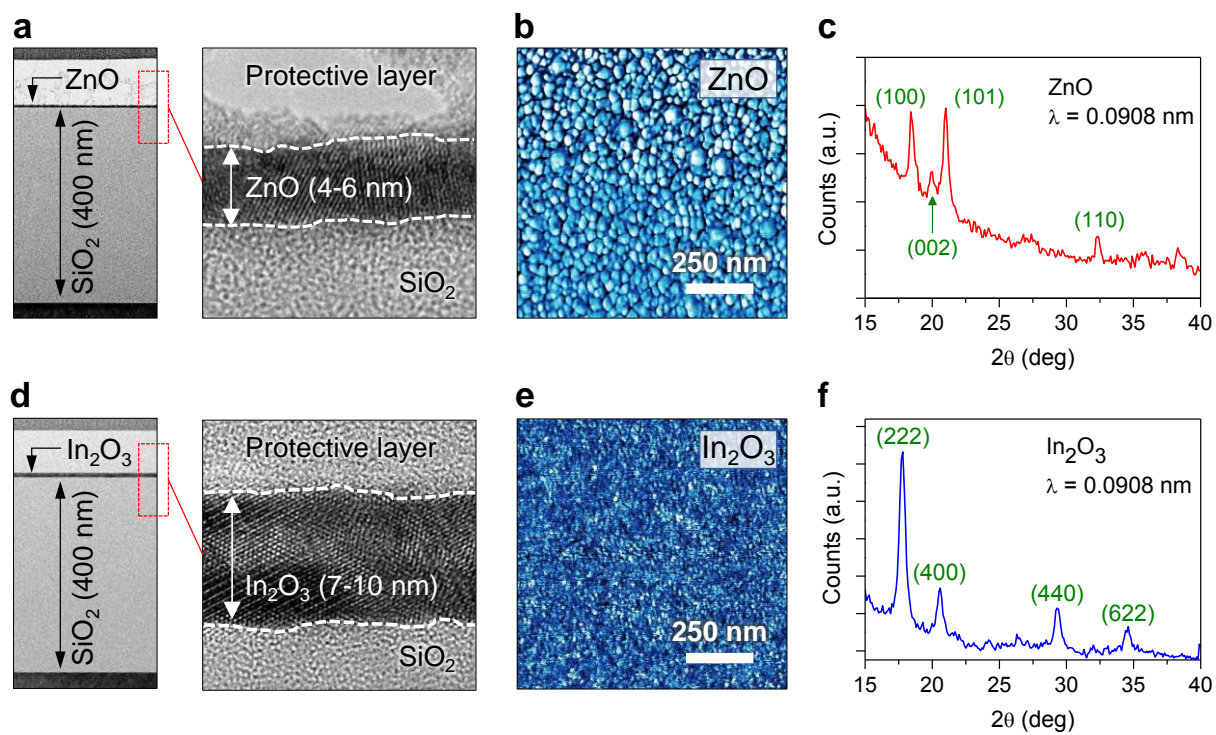 a
ZnO
SiO₂ (400 nm)
Protective layer
ZnO (4-6 nm)
SiO₂
b
ZnO
250 nm
c
ZnO
λ = 0.0908 nm
(100)
(101)
(002)
(110)
Counts (a.u.)
15 20 25 30 35 40
2θ (deg)
d
In₂O₃
SiO₂ (400 nm)
Protective layer
In₂O₃ (7-10 nm)
SiO₂
e
In₂O₃
250 nm
f
In₂O₃
λ = 0.0908 nm
(222)
(400)
(440)
(622)
Counts (a.u.)
15 20 25 30 35 40
2θ (deg)